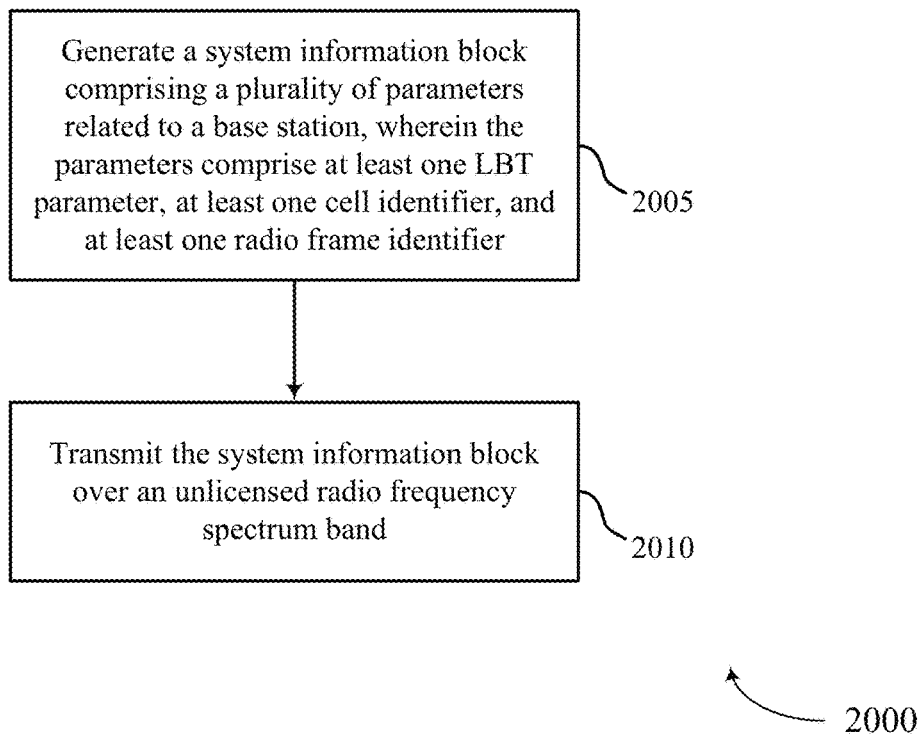 Generate a system information block
comprising a plurality of parameters
related to a base station, wherein the
parameters comprise at least one LBT
parameter, at least one cell identifier, and
at least one radio frame identifier
2005
Transmit the system information block
over an unlicensed radio frequency
spectrum band
2010
2000